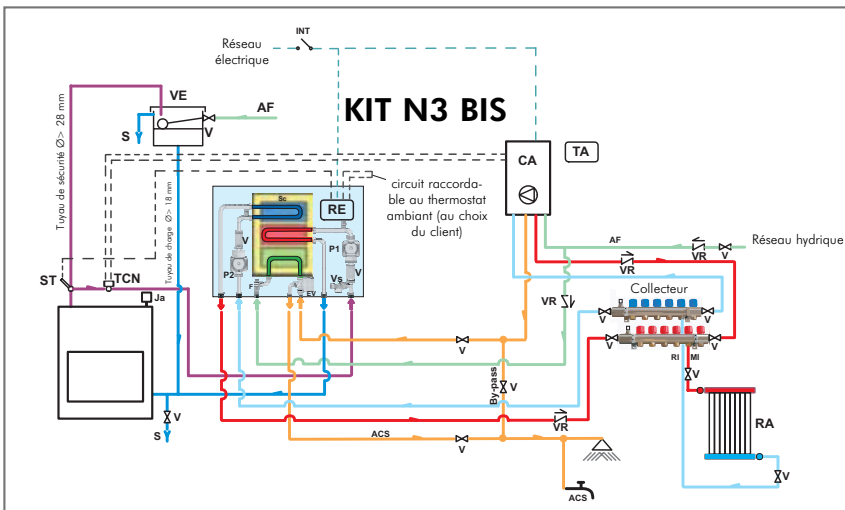 INT
Réseau
électrique
KIT N3 BIS
VE
AF
S
V
Tuyau de sécurité Ø> 28 mm
Tuyau de charge Ø> 18 mm
CA
TA
Sc
RE
circuit raccorda-
ble au thermostat
ambiant (au choix
du client)
V
P1
P2
V
Vs
F
EV
ST
TCN
Ja
AF
VR
V
Réseau hydrique
VR
VR
Collecteur
V
V
V
V
RI
MI
V
V
By-pass
V
RA
V
S
VR
ACS
V
V
ACS